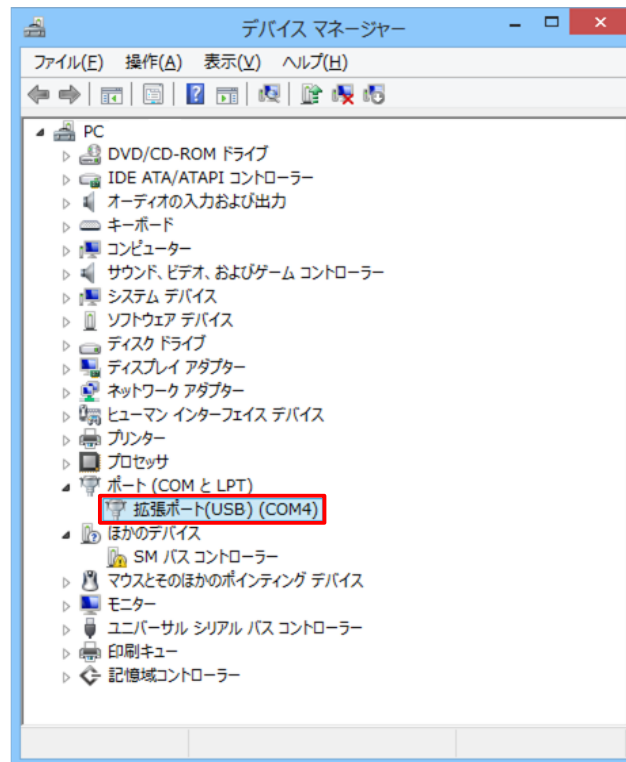 デバイス マネージャー
ファイル(F) 操作(A) 表示(V) ヘルプ(H)
PC
DVD/CD-ROM ドライブ
IDE ATA/ATAPI コントローラー
オーディオの入力および出力
キーボード
コンピューター
サウンド、ビデオ、およびゲーム コントローラー
システム デバイス
ソフトウェア デバイス
ディスク ドライブ
ディスプレイ アダプター
ネットワーク アダプター
ヒューマン インターフェイス デバイス
プリンター
プロセッサ
ポート (COM と LPT)
拡張ポート(USB) (COM4)
ほかのデバイス
SM バス コントローラー
マウスとそのほかのポインティング デバイス
モニター
ユニバーサル シリアル バス コントローラー
印刷キュー
記憶域コントローラー